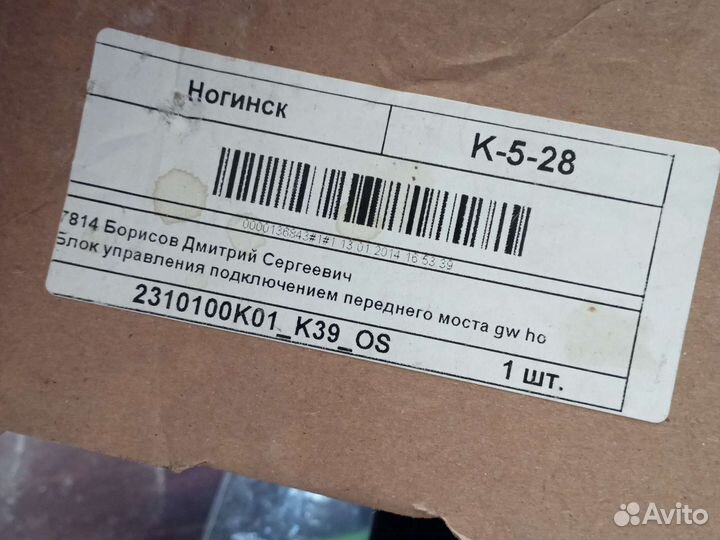 Ногинск
K-5-28
0000136843#1#1 13 01 2014 16 53 39
7814 Борисов Дмитрий Сергеевич
Блок управления подключением переднего моста gw ho
2310100K01_K39_OS
1 шт.
Avito